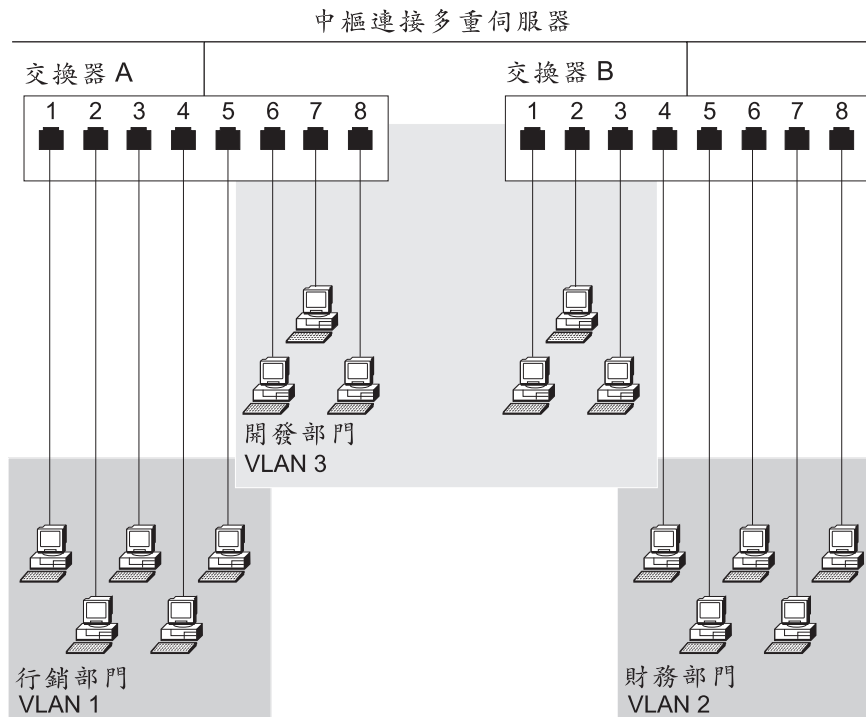 中樞連接多重伺服器
交換器 A
交換器 B
1 2 3 4 5 6 7 8
1 2 3 4 5 6 7 8
開發部門
VLAN 3
行銷部門
VLAN 1
財務部門
VLAN 2